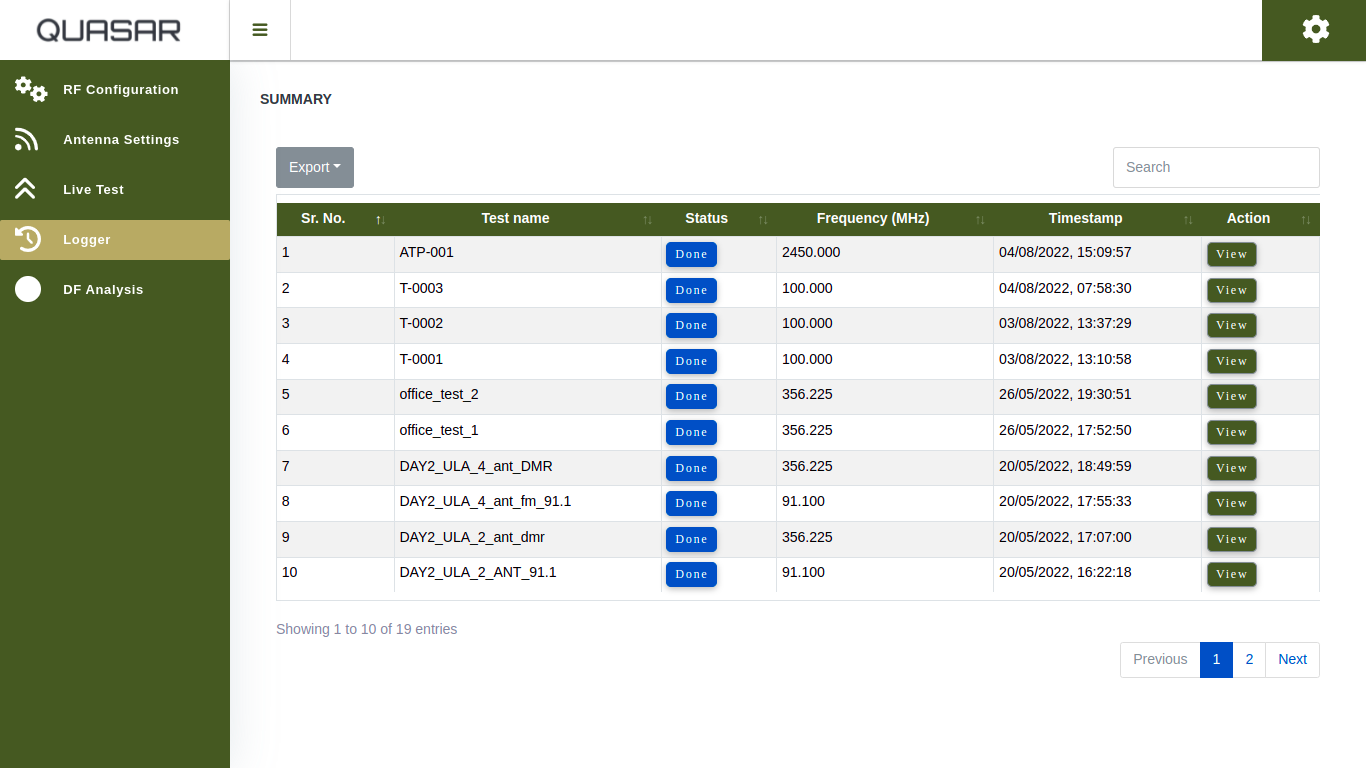 QUASAR
RF Configuration
Antenna Settings
Live Test
Logger
DF Analysis
SUMMARY
Export
Search
Sr. No. Test name Status Frequency (MHz) Timestamp Action
1 ATP-001 Done 2450.000 04/08/2022, 15:09:57 View
2 T-0003 Done 100.000 04/08/2022, 07:58:30 View
3 T-0002 Done 100.000 03/08/2022, 13:37:29 View
4 T-0001 Done 100.000 03/08/2022, 13:10:58 View
5 office_test_2 Done 356.225 26/05/2022, 19:30:51 View
6 office_test_1 Done 356.225 26/05/2022, 17:52:50 View
7 DAY2_ULA_4_ant_DMR Done 356.225 20/05/2022, 18:49:59 View
8 DAY2_ULA_4_ant_fm_91.1 Done 91.100 20/05/2022, 17:55:33 View
9 DAY2_ULA_2_ant_dmr Done 356.225 20/05/2022, 17:07:00 View
10 DAY2_ULA_2_ANT_91.1 Done 91.100 20/05/2022, 16:22:18 View
Showing 1 to 10 of 19 entries
Previous 1 2 Next